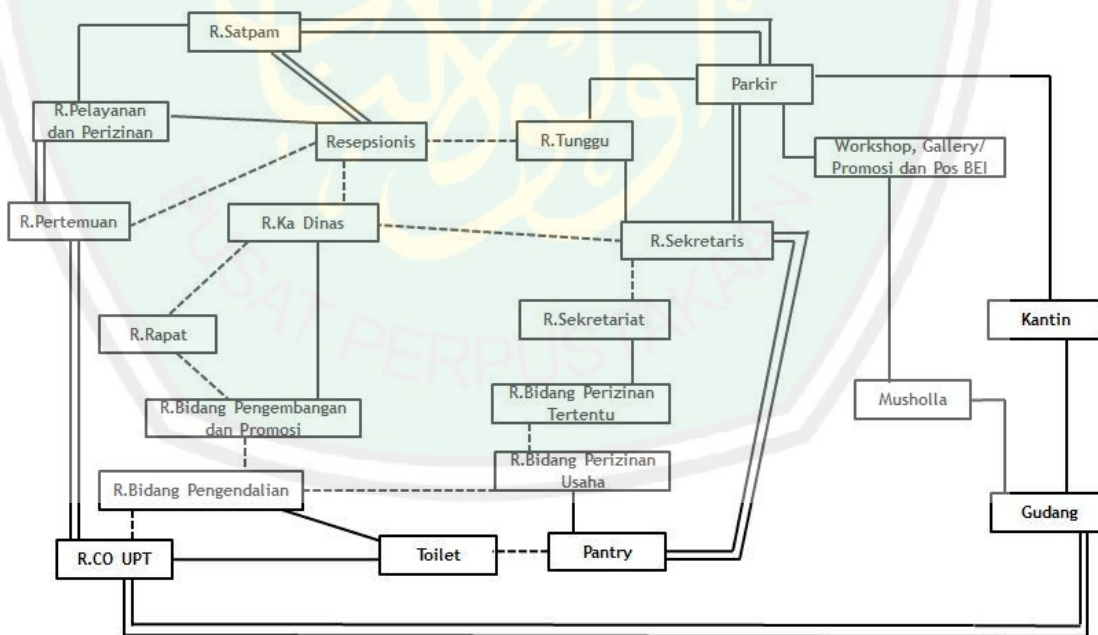 R.Satpam
Parkir
R.Pelayanan
dan Perizinan
Resepsionis
R.Tunggu
Workshop, Gallery/
Promosi dan Pos BEI
R.Pertemuan
R.Ka Dinas
R.Sekretaris
R.Rapat
R.Sekretariat
Kantin
R.Bidang Pengembangan
dan Promosi
R.Bidang Perizinan
Tertentu
Musholla
R.Bidang Pengendalian
R.Bidang Perizinan
Usaha
Gudang
R.CO UPT
Toilet
Pantry
PUSAT PERPUSTAKAAN